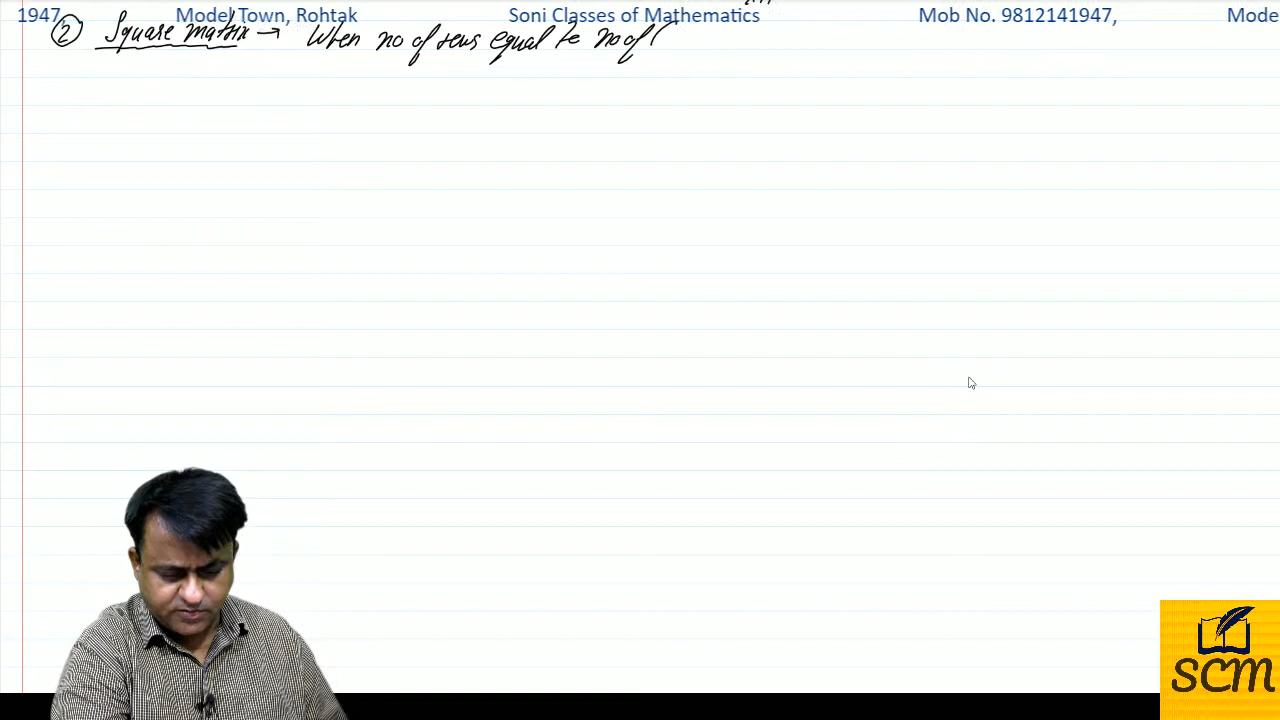 1947 Model Town, Rohtak Soni Classes of Mathematics Mob No. 9812141947, Mode
② Square matrix → When no of rows equal to no of C
SCM